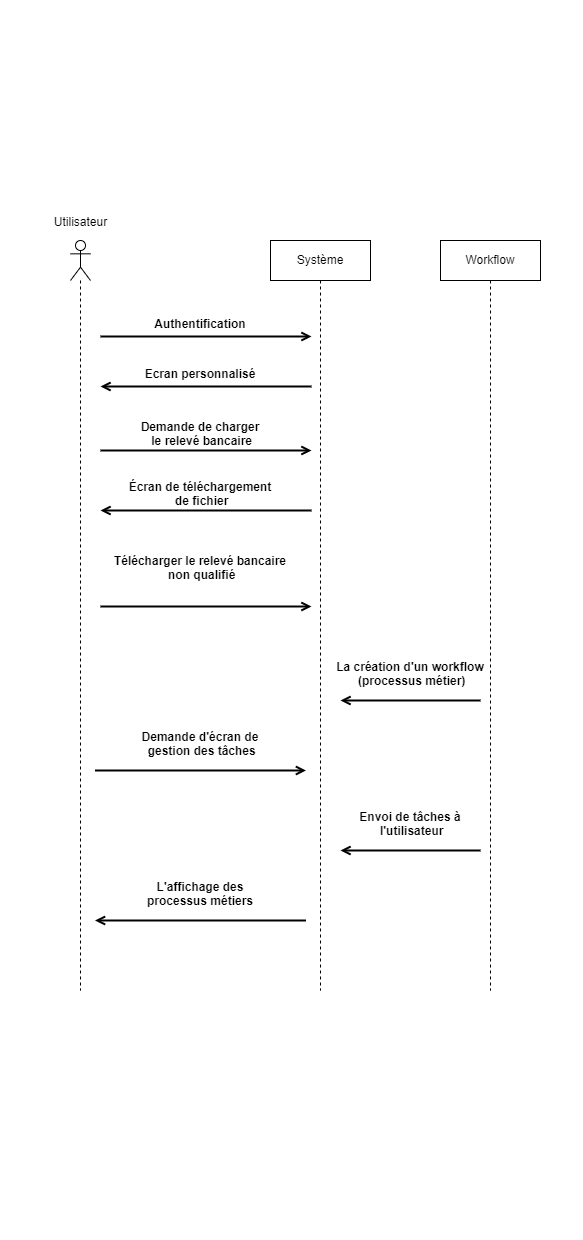 Utilisateur
Système
Workflow
Authentification
Ecran personnalisé
Demande de charger
le relevé bancaire
Écran de téléchargement
de fichier
Télécharger le relevé bancaire
non qualifié
La création d'un workflow
(processus métier)
Demande d'écran de
gestion des tâches
Envoi de tâches à
l'utilisateur
L'affichage des
processus métiers